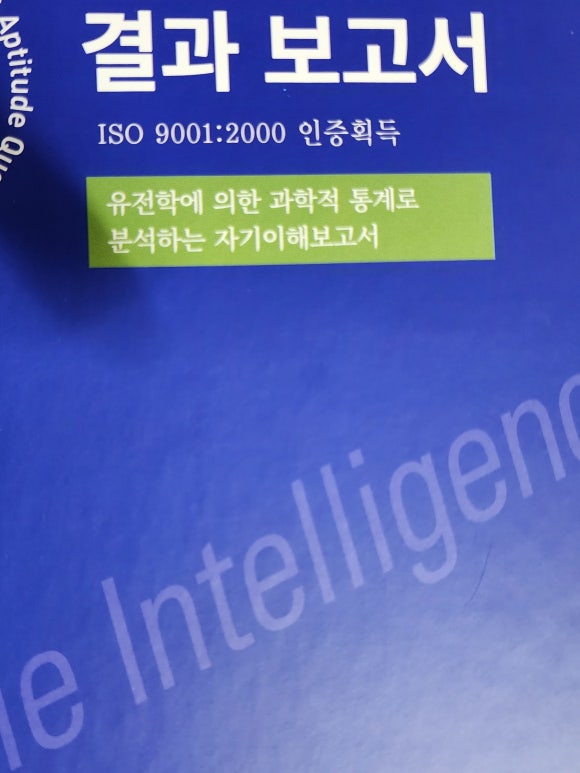 Aptitude
결과 보고서
ISO 9001:2000 인증획득
유전학에 의한 과학적 통계로
분석하는 자기이해보고서